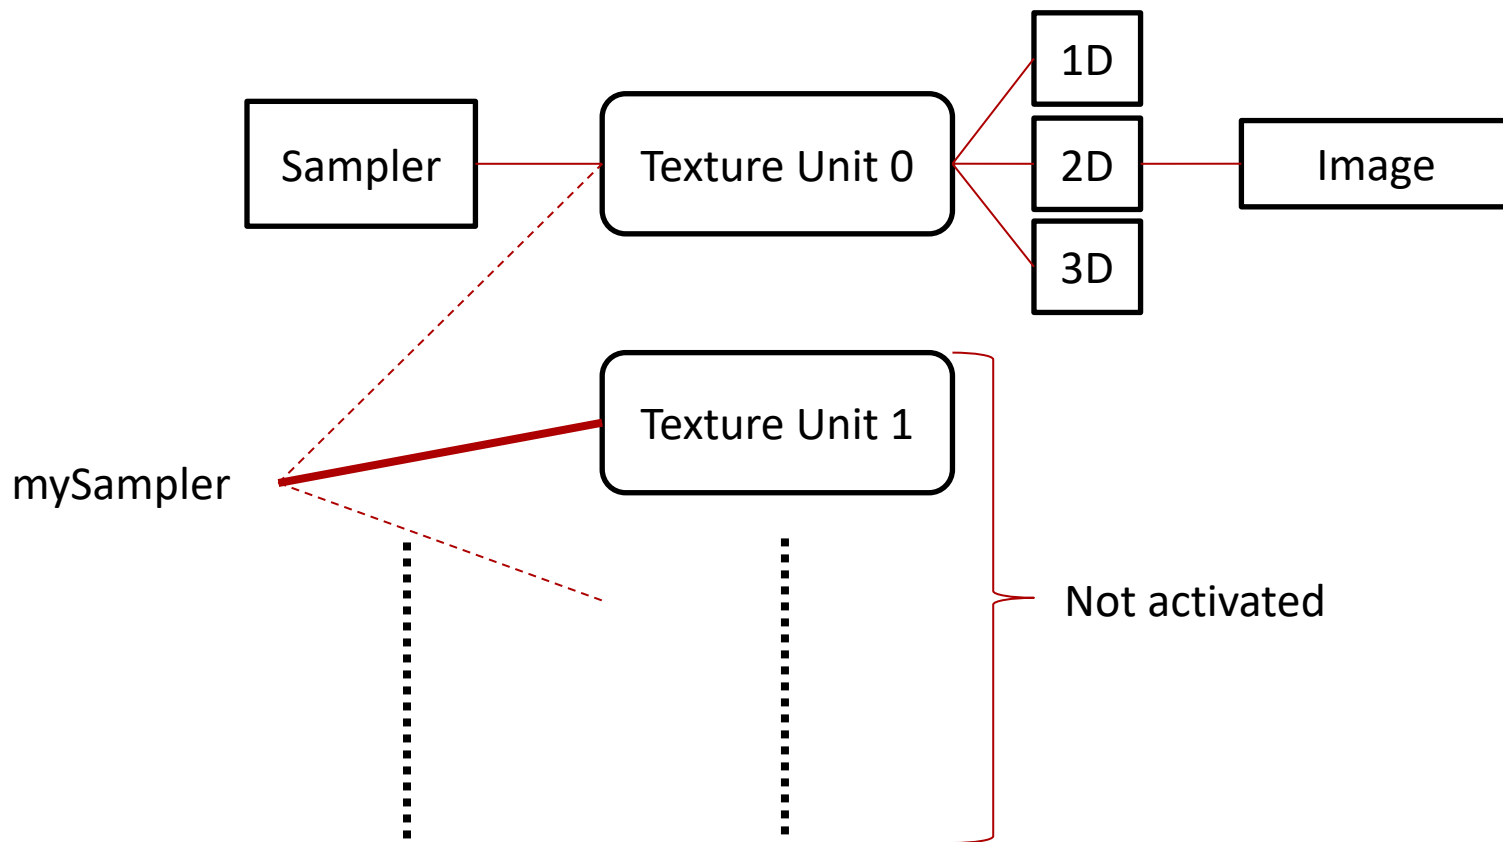 1D
Sampler
Texture Unit 0
2D
Image
3D
Texture Unit 1
mySampler
Not activated